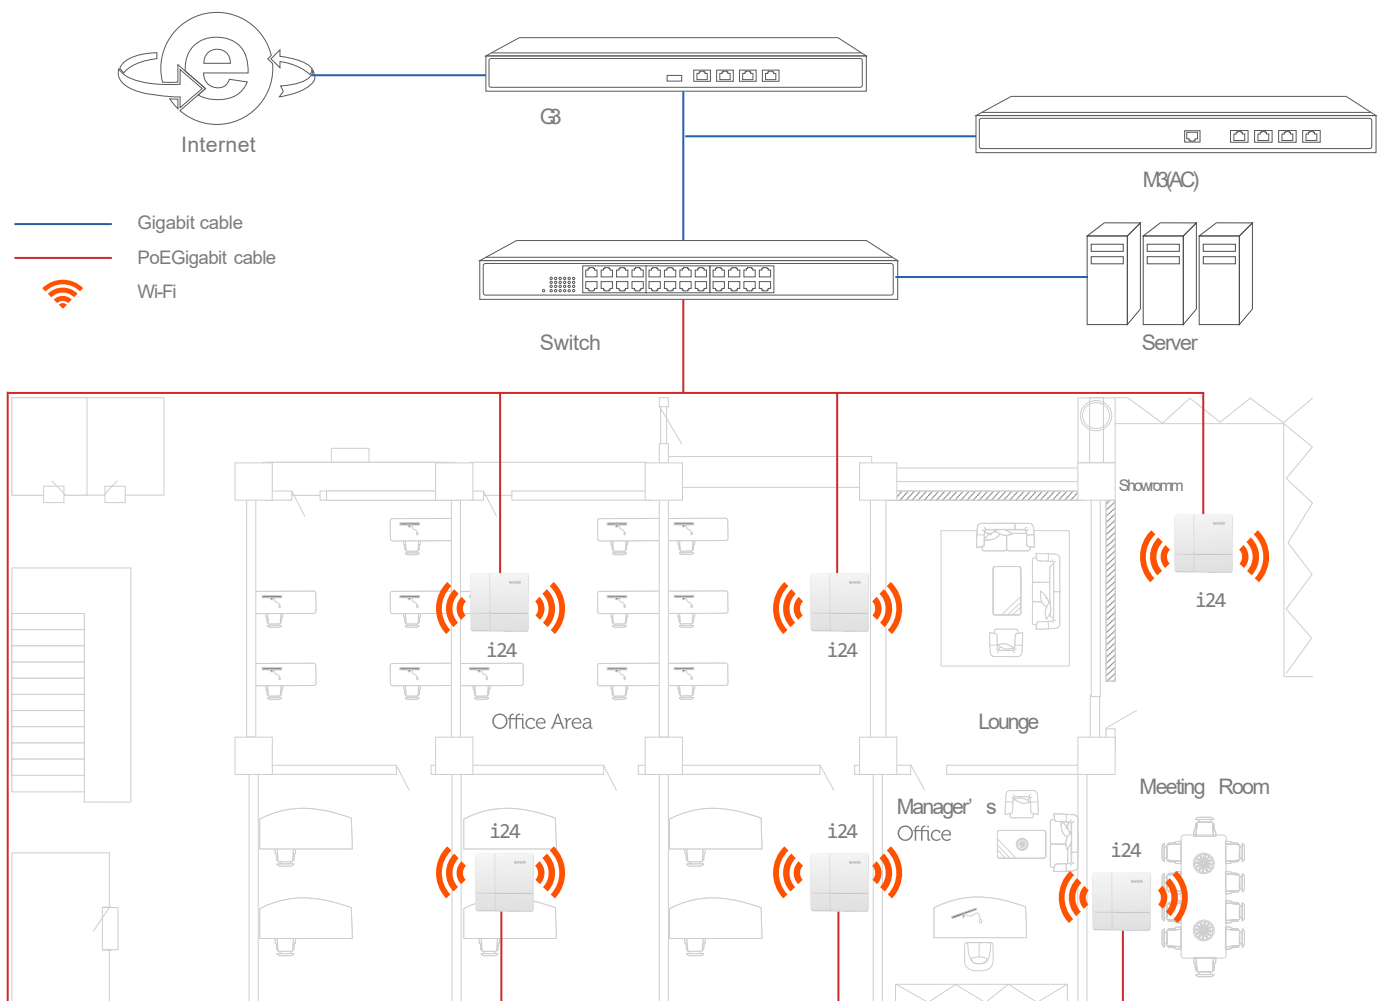 Internet
G3
M3(AC)
Gigabit cable
PoEGigabit cable
Wi-Fi
Switch
Server
Showromm
i24
i24
i24
Office Area
Lounge
Meeting Room
Manager's
Office
i24
i24
i24